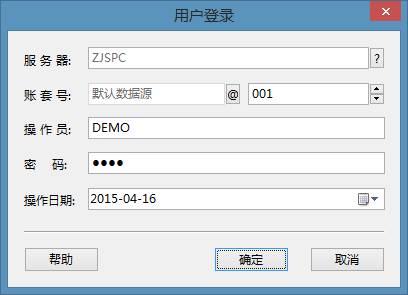 用户登录
服 务 器: ZJSPC ?
账 套 号: 默认数据源 @ 001
操 作 员: DEMO
密 码: ●●●●
操作日期: 2015-04-16
帮助 确定 取消